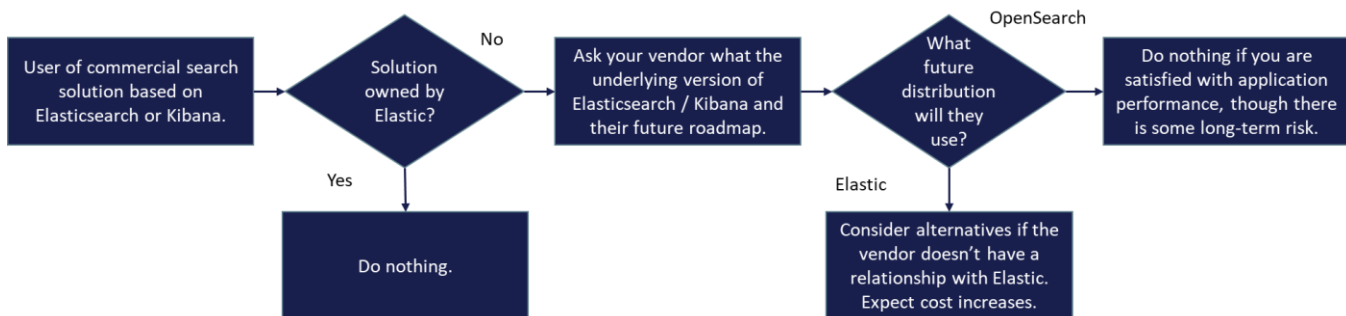 User of commercial search
solution based on
Elasticsearch or Kibana.
Solution
owned by
Elastic?
No
Yes
Do nothing.
Ask your vendor what the
underlying version of
Elasticsearch / Kibana and
their future roadmap.
What
future
distribution
will they
use?
OpenSearch
Do nothing if you are
satisfied with application
performance, though there
is some long-term risk.
Elastic
Consider alternatives if the
vendor doesn’t have a
relationship with Elastic.
Expect cost increases.